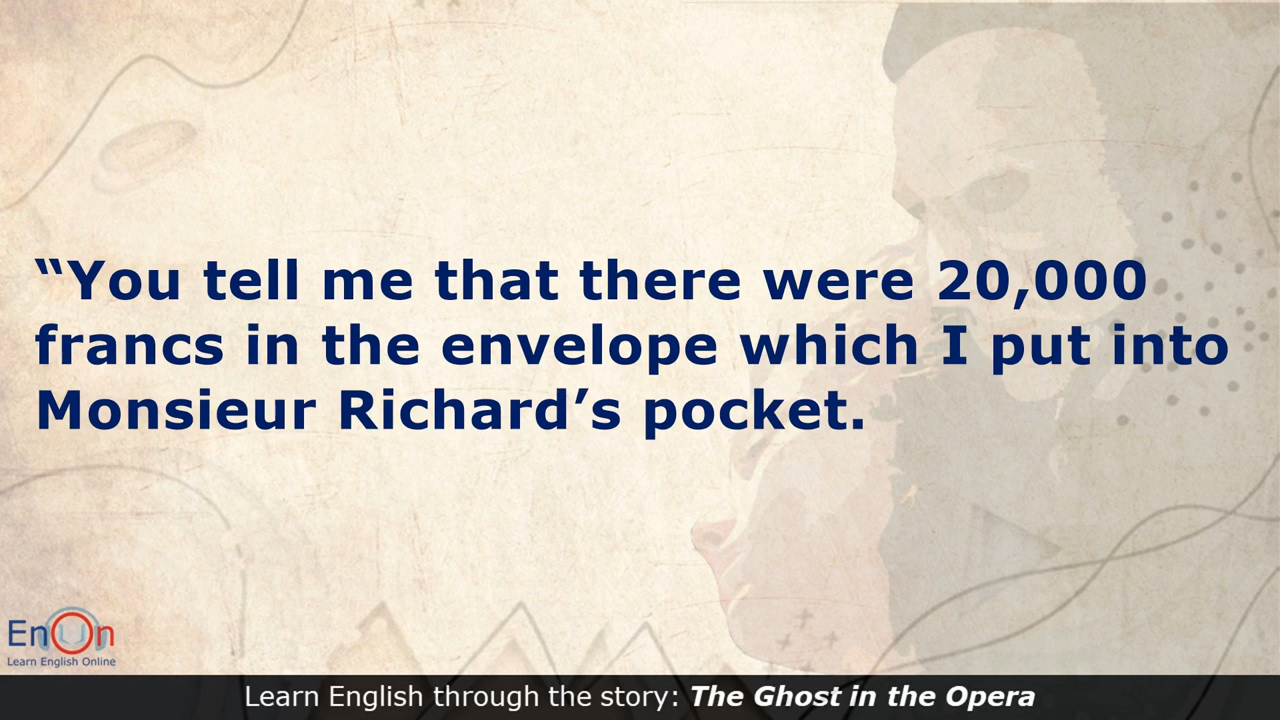 “You tell me that there were 20,000
francs in the envelope which I put into
Monsieur Richard’s pocket.
EnOn
Learn English Online
Learn English through the story: The Ghost in the Opera